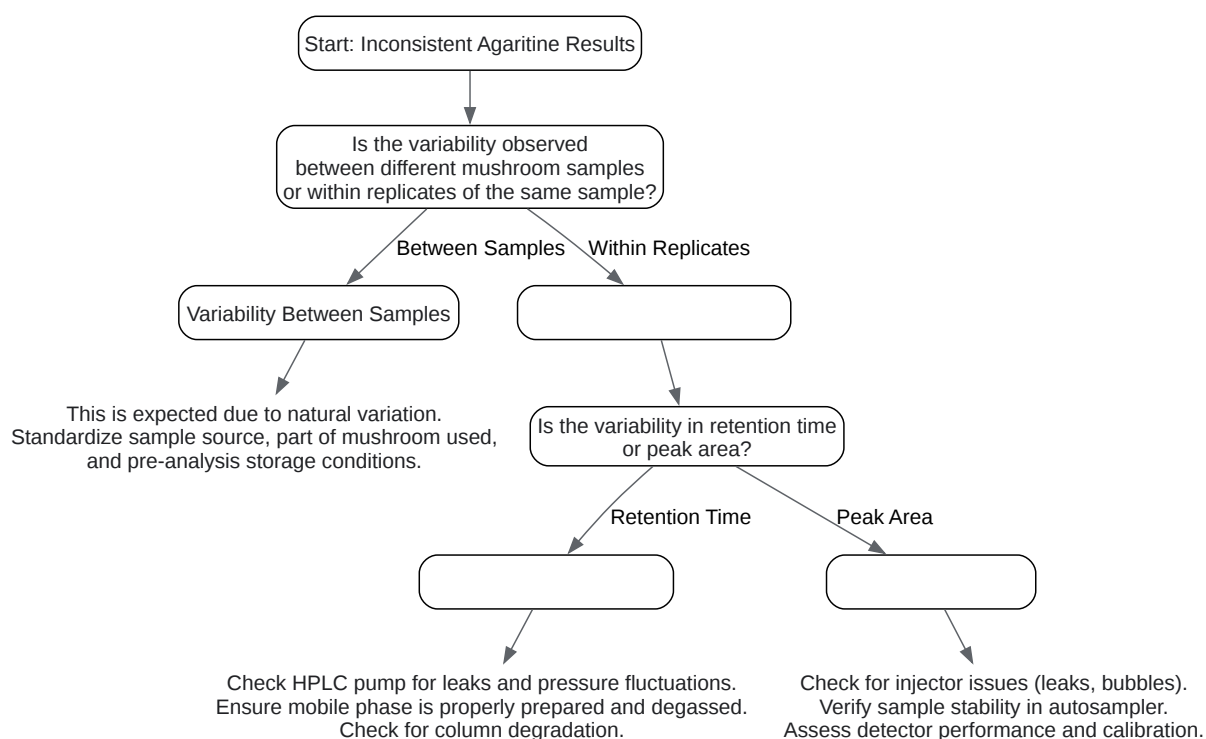 Start: Inconsistent Agaritine Results
Is the variability observed
between different mushroom samples
or within replicates of the same sample?
Between Samples
Within Replicates
Variability Between Samples
This is expected due to natural variation.
Standardize sample source, part of mushroom used,
and pre-analysis storage conditions.
Is the variability in retention time
or peak area?
Retention Time
Peak Area
Check HPLC pump for leaks and pressure fluctuations.
Ensure mobile phase is properly prepared and degassed.
Check for column degradation.
Check for injector issues (leaks, bubbles).
Verify sample stability in autosampler.
Assess detector performance and calibration.